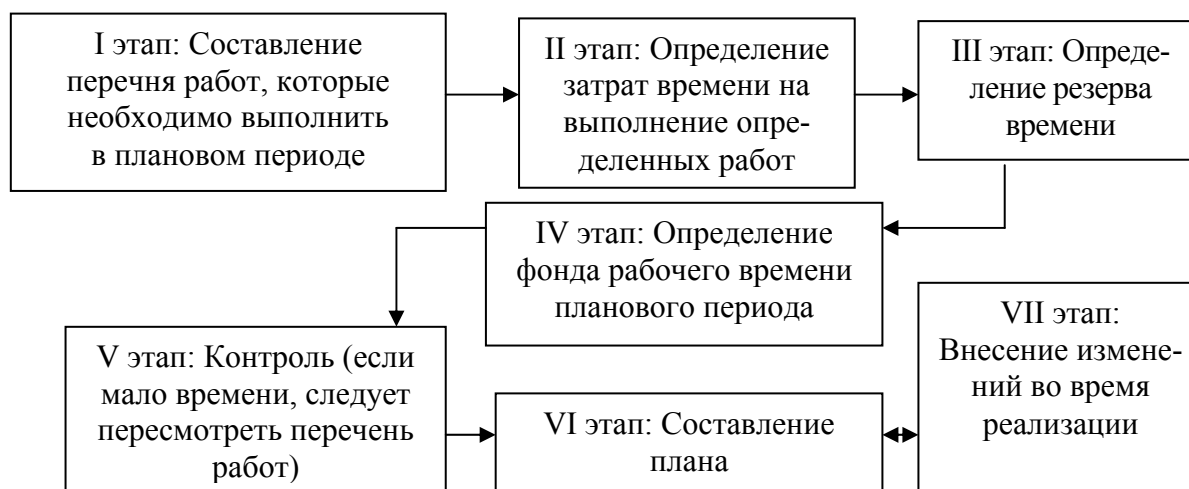 I этап: Составление
перечня работ, которые
необходимо выполнить
в плановом периоде
II этап: Определение
затрат времени на
выполнение опре-
деленных работ
III этап: Опреде-
ление резерва
времени
IV этап: Определение
фонда рабочего времени
планового периода
V этап: Контроль (если
мало времени, следует
пересмотреть перечень
работ)
VI этап: Составление
плана
VII этап:
Внесение измене-
ний во время
реализации